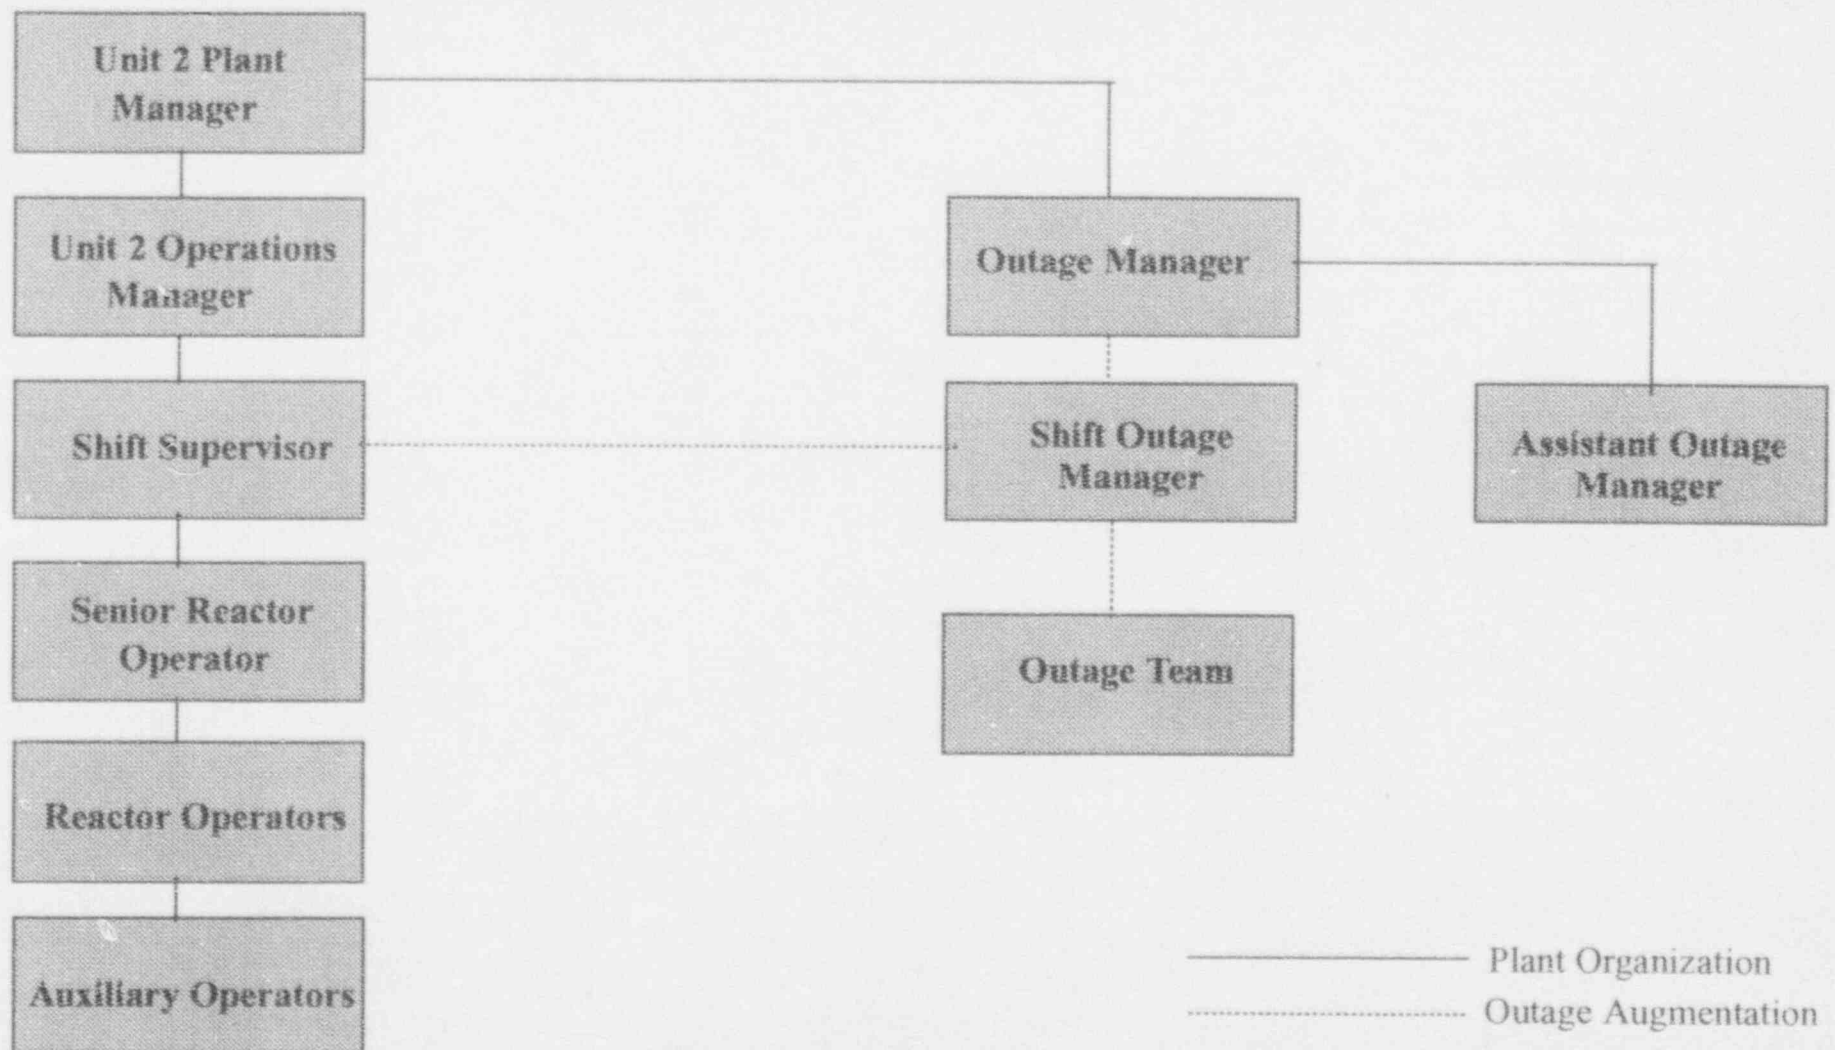 Unit 2 Plant
Manager
Unit 2 Operations
Manager
Outage Manager
Shift Supervisor
Shift Outage
Manager
Assistant Outage
Manager
Senior Reactor
Operator
Outage Team
Reactor Operators
Auxiliary Operators
Plant Organization
Outage Augmentation